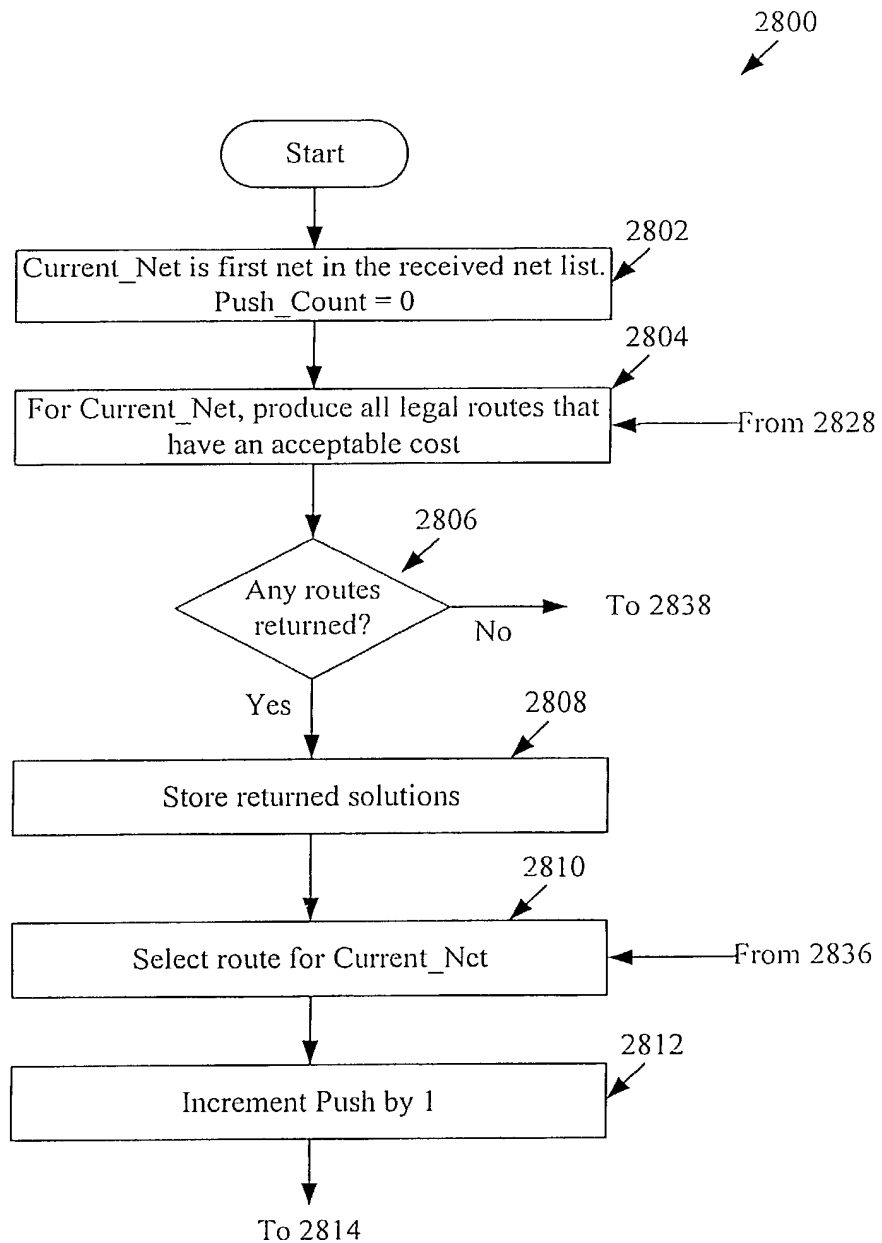 2800
Start
2802
Current_Net is first net in the received net list.
Push_Count = 0
2804
For Current_Net, produce all legal routes that
have an acceptable cost
From 2828
2806
Any routes
returned?
No
To 2838
Yes
2808
Store returned solutions
2810
Select route for Current_Net
From 2836
2812
Increment Push by 1
To 2814